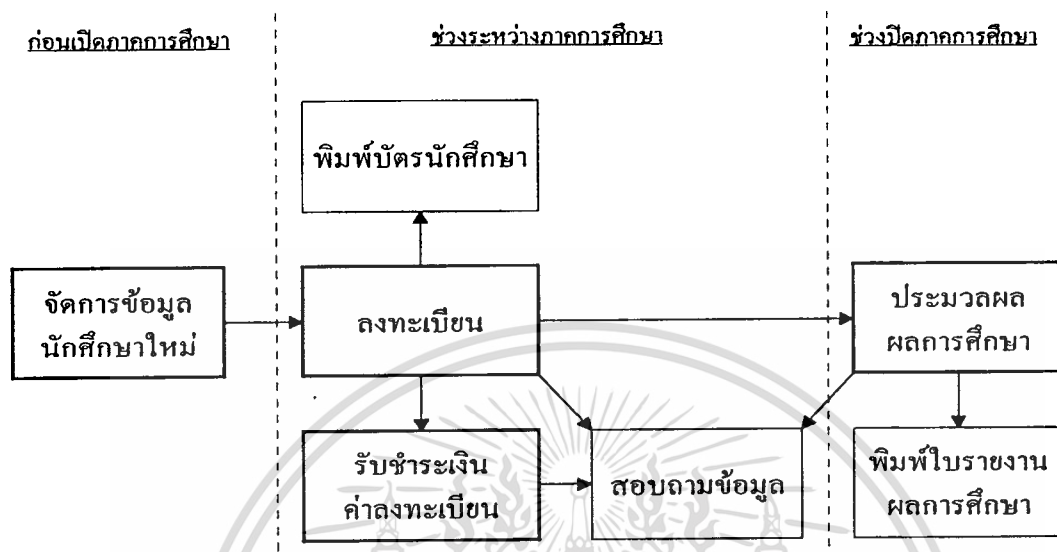 ก่อนเปิดภาคการศึกษา
ช่วงระหว่างภาคการศึกษา
ช่วงปิดภาคการศึกษา
พิมพ์บัตรนักศึกษา
จัดการข้อมูล
นักศึกษาใหม่
ลงทะเบียน
ประมวลผล
ผลการศึกษา
รับชำระเงิน
ค่าลงทะเบียน
สอบถามข้อมูล
พิมพ์ใบรายงาน
ผลการศึกษา